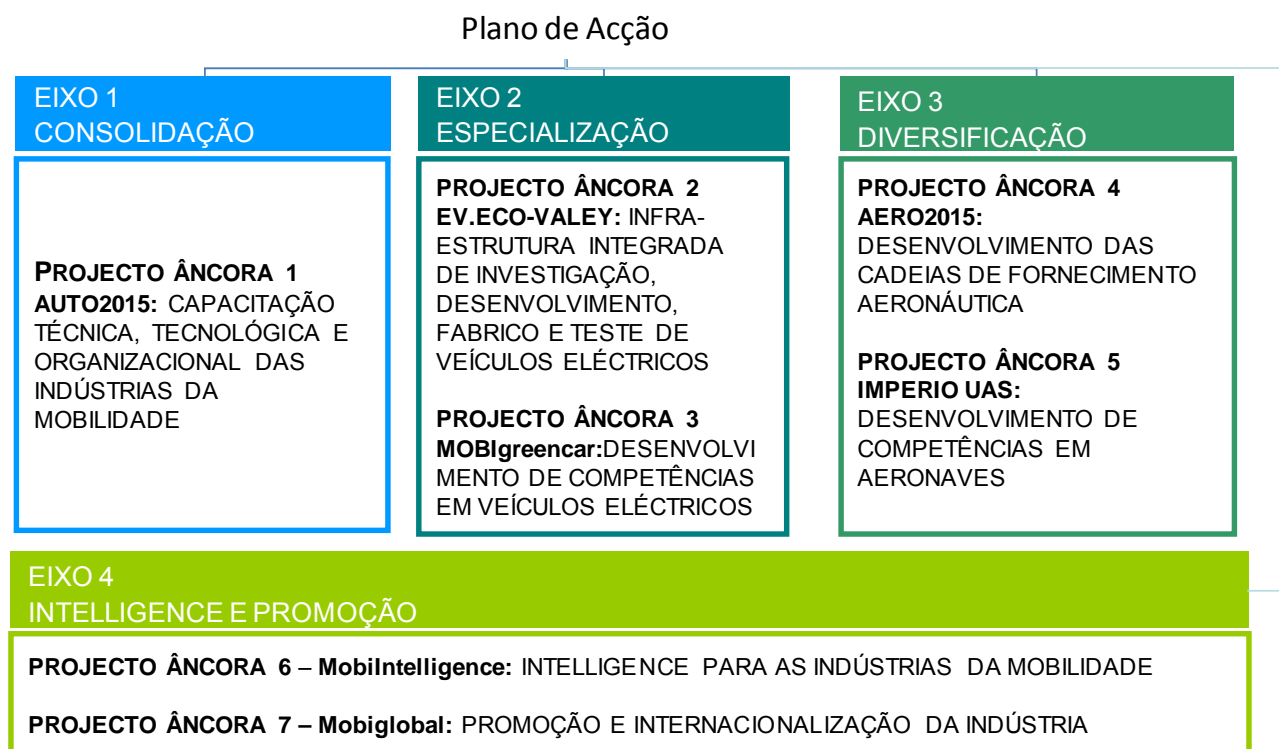 Plano de Acção
EIXO 1
CONSOLIDAÇÃO
PROJECTO ÂNCORA 1
AUTO2015: CAPACITAÇÃO
TÉCNICA, TECNOLÓGICA E
ORGANIZACIONAL DAS
INDÚSTRIAS DA
MOBILIDADE
EIXO 2
ESPECIALIZAÇÃO
PROJECTO ÂNCORA 2
EV.ECO-VALEY: INFRA-
ESTRUTURA INTEGRADA
DE INVESTIGAÇÃO,
DESENVOLVIMENTO,
FABRICO E TESTE DE
VEÍCULOS ELÉCTRICOS
PROJECTO ÂNCORA 3
MOBIgreencar:DESENVOLVI
MENTO DE COMPETÊNCIAS
EM VEÍCULOS ELÉCTRICOS
EIXO 3
DIVERSIFICAÇÃO
PROJECTO ÂNCORA 4
AERO2015:
DESENVOLVIMENTO DAS
CADEIAS DE FORNECIMENTO
AERONÁUTICA
PROJECTO ÂNCORA 5
IMPERIO UAS:
DESENVOLVIMENTO DE
COMPETÊNCIAS EM
AERONAVES
EIXO 4
INTELLIGENCE E PROMOÇÃO
PROJECTO ÂNCORA 6 – MobiIntelligence: INTELLIGENCE PARA AS INDÚSTRIAS DA MOBILIDADE
PROJECTO ÂNCORA 7 – Mobiglobal: PROMOÇÃO E INTERNACIONALIZAÇÃO DA INDÚSTRIA